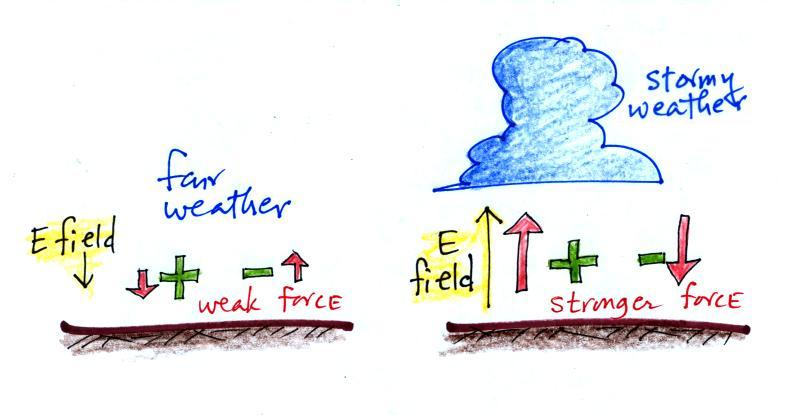 fair
weather
E field
weak forcE
stormy
weather
E
field
stronger forcE